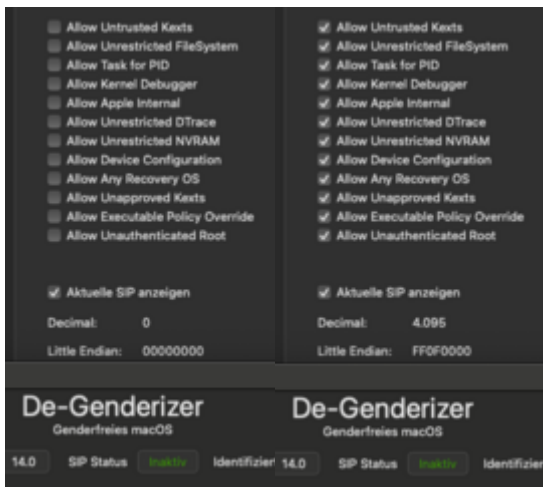 Allow Untrusted Kexts
Allow Unrestricted FileSystem
Allow Task for PID
Allow Kernel Debugger
Allow Apple Internal
Allow Unrestricted DTrace
Allow Unrestricted NVRAM
Allow Device Configuration
Allow Any Recovery OS
Allow Unapproved Kexts
Allow Executable Policy Override
Allow Unauthenticated Root
Aktuelle SIP anzeigen
Decimal: 0
Little Endian: 00000000
De-Genderizer
Genderfreies macOS
14.0 SIP Status Inaktiv Identifizier
Allow Untrusted Kexts
Allow Unrestricted FileSystem
Allow Task for PID
Allow Kernel Debugger
Allow Apple Internal
Allow Unrestricted DTrace
Allow Unrestricted NVRAM
Allow Device Configuration
Allow Any Recovery OS
Allow Unapproved Kexts
Allow Executable Policy Override
Allow Unauthenticated Root
Aktuelle SIP anzeigen
Decimal: 4.095
Little Endian: FF0F0000
De-Genderizer
Genderfreies macOS
14.0 SIP Status Inaktiv Identifizier